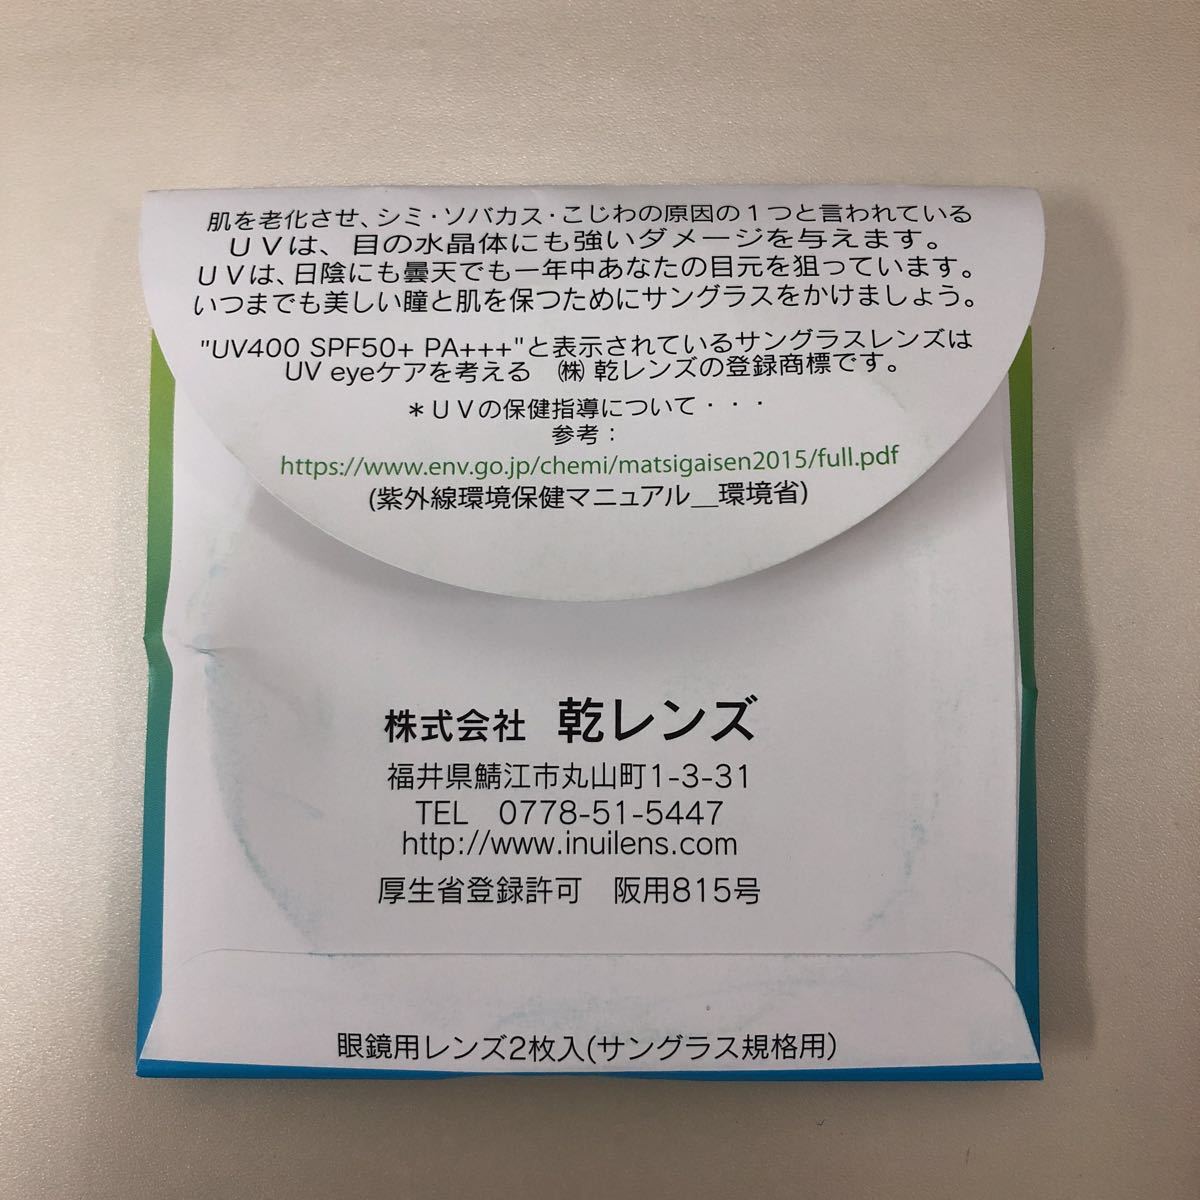 肌を老化させ、シミ・ソバカス・こじわの原因の1つと言われている
UVは、目の水晶体にも強いダメージを与えます。
UVは、日陰にも曇天でも一年中あなたの目元を狙っています。
いつまでも美しい瞳と肌を保つためにサングラスをかけましょう。
"UV400 SPF50+ PA+++"と表示されているサングラスレンズは
UV eyeケアを考える ㈱ 乾レンズの登録商標です。
＊UVの保健指導について・・・
参考：
https://www.env.go.jp/chemi/matsigaisen2015/full.pdf
(紫外線環境保健マニュアル__環境省)
株式会社 乾レンズ
福井県鯖江市丸山町1-3-31
TEL 0778-51-5447
http://www.inuilens.com
厚生省登録許可 阪用815号
眼鏡用レンズ2枚入(サングラス規格用)